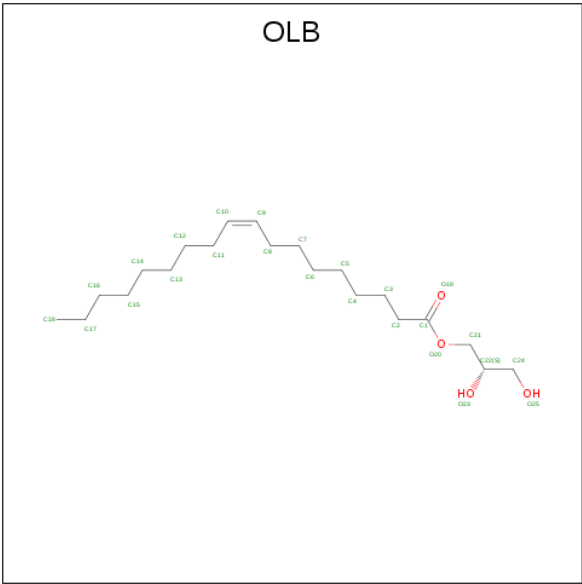 OLB
C10 C9
C12 C7
C11 C8
C14 C5
C13 C6
C16 C3 O19
C15 C4
C18 C17 C2 C1
O20 C21
C22(S) C24
HO OH
O23 O25
O
O